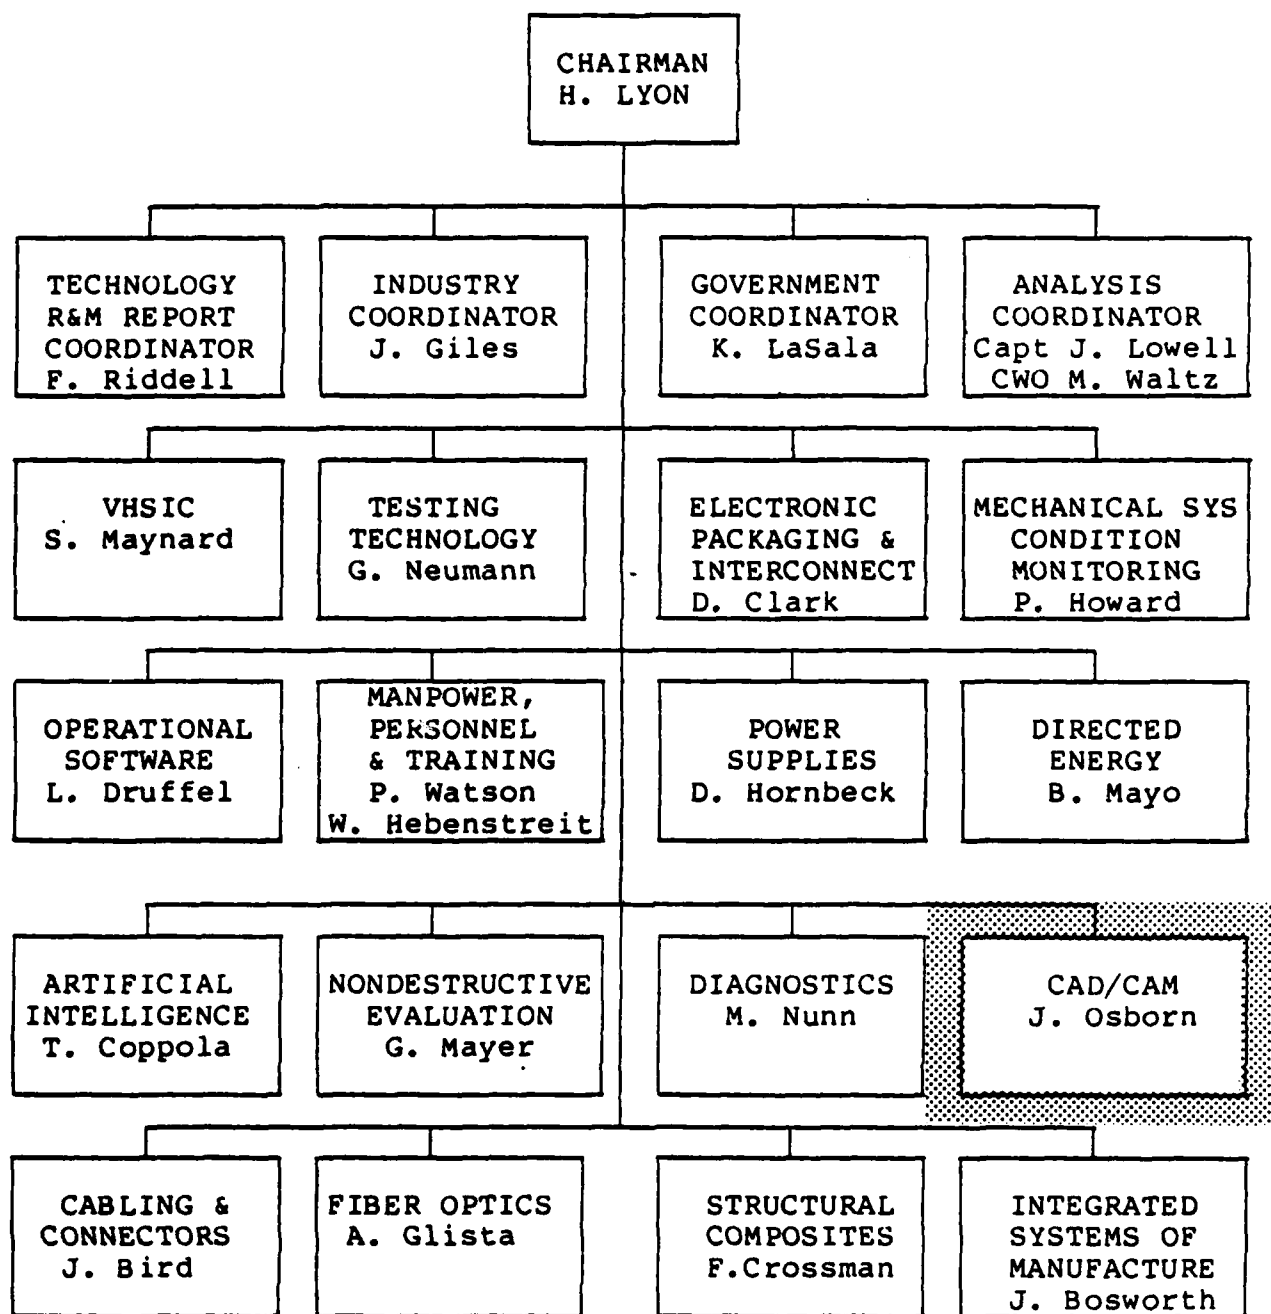 CHAIRMAN
H. LYON
TECHNOLOGY
R&M REPORT
COORDINATOR
F. Riddell
INDUSTRY
COORDINATOR
J. Giles
GOVERNMENT
COORDINATOR
K. LaSala
ANALYSIS
COORDINATOR
Capt J. Lowell
CWO M. Waltz
VHSIC
S. Maynard
TESTING
TECHNOLOGY
G. Neumann
ELECTRONIC
PACKAGING &
INTERCONNECT
D. Clark
MECHANICAL SYS
CONDITION
MONITORING
P. Howard
OPERATIONAL
SOFTWARE
L. Druffel
MANPOWER,
PERSONNEL
& TRAINING
P. Watson
W. Hebenstreit
POWER
SUPPLIES
D. Hornbeck
DIRECTED
ENERGY
B. Mayo
ARTIFICIAL
INTELLIGENCE
T. Coppola
NONDESTRUCTIVE
EVALUATION
G. Mayer
DIAGNOSTICS
M. Nunn
CAD/CAM
J. Osborn
CABLING &
CONNECTORS
J. Bird
FIBER OPTICS
A. Glista
STRUCTURAL
COMPOSITES
F.Crossman
INTEGRATED
SYSTEMS OF
MANUFACTURE
J. Bosworth